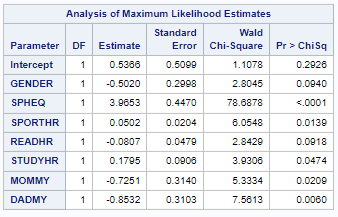 Analysis of Maximum Likelihood Estimates
Parameter DF Estimate Standard Error Wald Chi-Square Pr > ChiSq
Intercept 1 0.5366 0.5099 1.1078 0.2926
GENDER 1 -0.5020 0.2998 2.8045 0.0940
SPHEQ 1 3.9653 0.4470 78.6878 <.0001
SPORTHR 1 0.0502 0.0204 6.0548 0.0139
READHR 1 -0.0807 0.0479 2.8429 0.0918
STUDYHR 1 0.1795 0.0906 3.9306 0.0474
MOMMY 1 -0.7251 0.3140 5.3334 0.0209
DADMY 1 -0.8532 0.3103 7.5613 0.0060